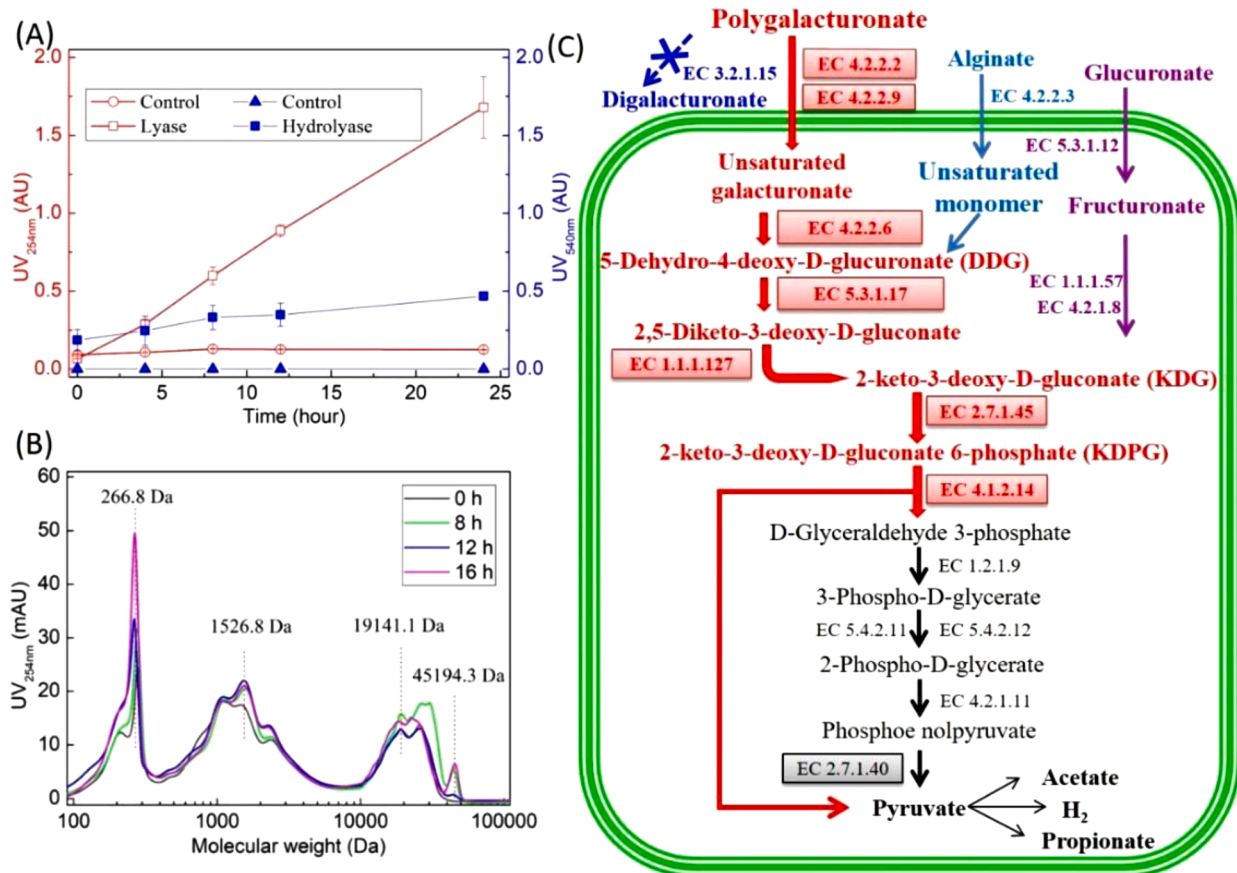 (A)
2.0
1.5
1.0
0.5
0.0
UV254nm (AU)
Control
Lyase
Control
Hydrolyase
2.0
1.5
1.0
0.5
0.0
UV540nm (AU)
0 5 10 15 20 25
Time (hour)
(B)
60
50
40
30
20
10
0
UV254nm (mAU)
266.8 Da
1526.8 Da
19141.1 Da
45194.3 Da
0 h
8 h
12 h
16 h
100 1000 10000 100000
Molecular weight (Da)
(C)
Polygalacturonate
EC 3.2.1.15
Digalacturonate
EC 4.2.2.2
EC 4.2.2.9
Alginate
EC 4.2.2.3
Glucuronate
EC 5.3.1.12
Unsaturated
galacturonate
Unsaturated
monomer
Fructuronate
EC 4.2.2.6
5-Dehydro-4-deoxy-D-glucuronate (DDG)
EC 1.1.1.57
EC 4.2.1.8
EC 5.3.1.17
2,5-Diketo-3-deoxy-D-gluconate
EC 1.1.1.127
2-keto-3-deoxy-D-gluconate (KDG)
EC 2.7.1.45
2-keto-3-deoxy-D-gluconate 6-phosphate (KDPG)
EC 4.1.2.14
D-Glyceraldehyde 3-phosphate
EC 1.2.1.9
3-Phospho-D-glycerate
EC 5.4.2.11 EC 5.4.2.12
2-Phospho-D-glycerate
EC 4.2.1.11
Phosphoe nolpyruvate
EC 2.7.1.40
Pyruvate
Acetate
H2
Propionate